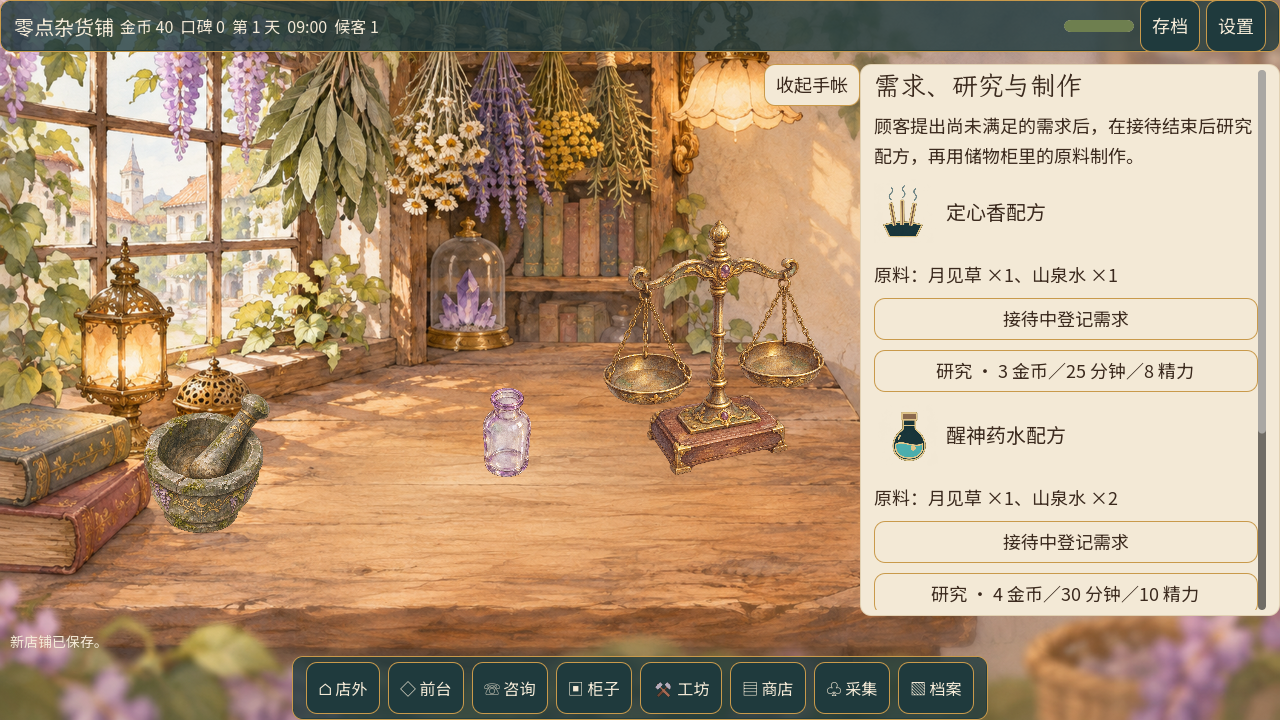 零点杂货铺 金币 40 口碑 0 第 1 天 09:00 候客 1
存档
设置
收起手帐
需求、研究与制作
顾客提出尚未满足的需求后，在接待结束后研究
配方，再用储物柜里的原料制作。
定心香配方
原料：月见草 ×1、山泉水 ×1
接待中登记需求
研究 · 3 金币／25 分钟／8 精力
醒神药水配方
原料：月见草 ×1、山泉水 ×2
接待中登记需求
研究 · 4 金币／30 分钟／10 精力
新店铺已保存。
店外
前台
咨询
柜子
工坊
商店
采集
档案